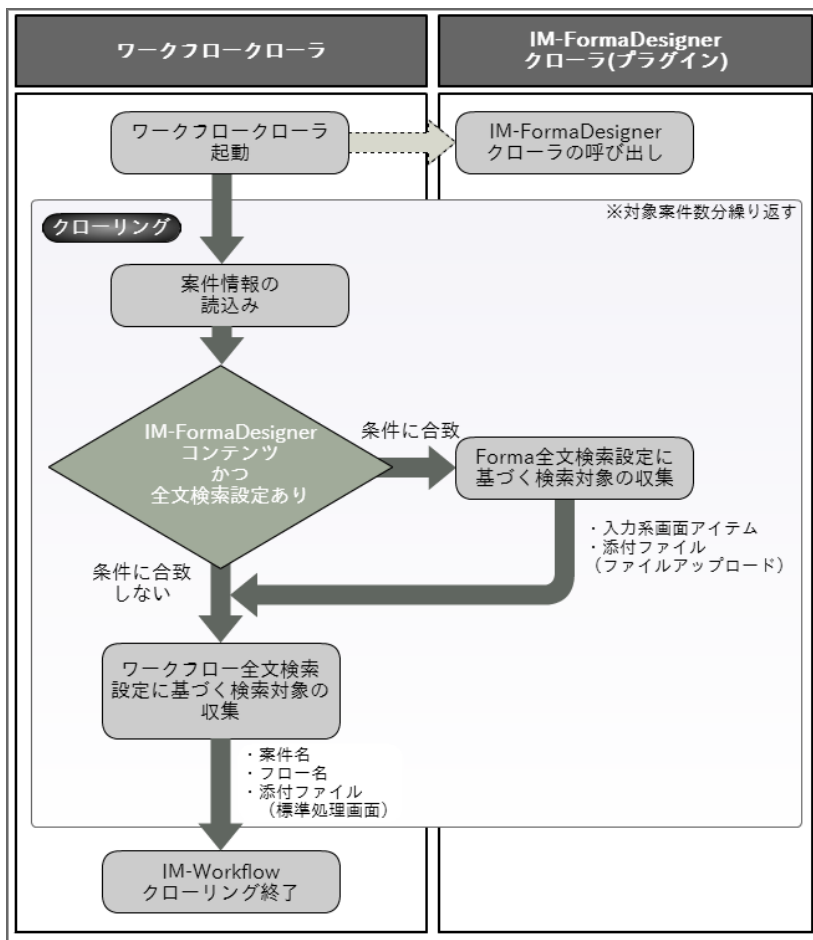 ワークフロークローラ
IM-FormaDesigner
クローラ(プラグイン)
ワークフロークローラ
起動
IM-FormaDesigner
クローラの呼び出し
※対象案件数分繰り返す
クローリング
案件情報の
読込み
IM-FormaDesigner
コンテンツ
かつ
全文検索設定あり
条件に合致
Forma全文検索設定に
基づく検索対象の収集
・入力系画面アイテム
・添付ファイル
（ファイルアップロード）
条件に合致
しない
ワークフロー全文検索
設定に基づく検索対象の
収集
・案件名
・フロー名
・添付ファイル
（標準処理画面）
IM-Workflow
クローリング終了